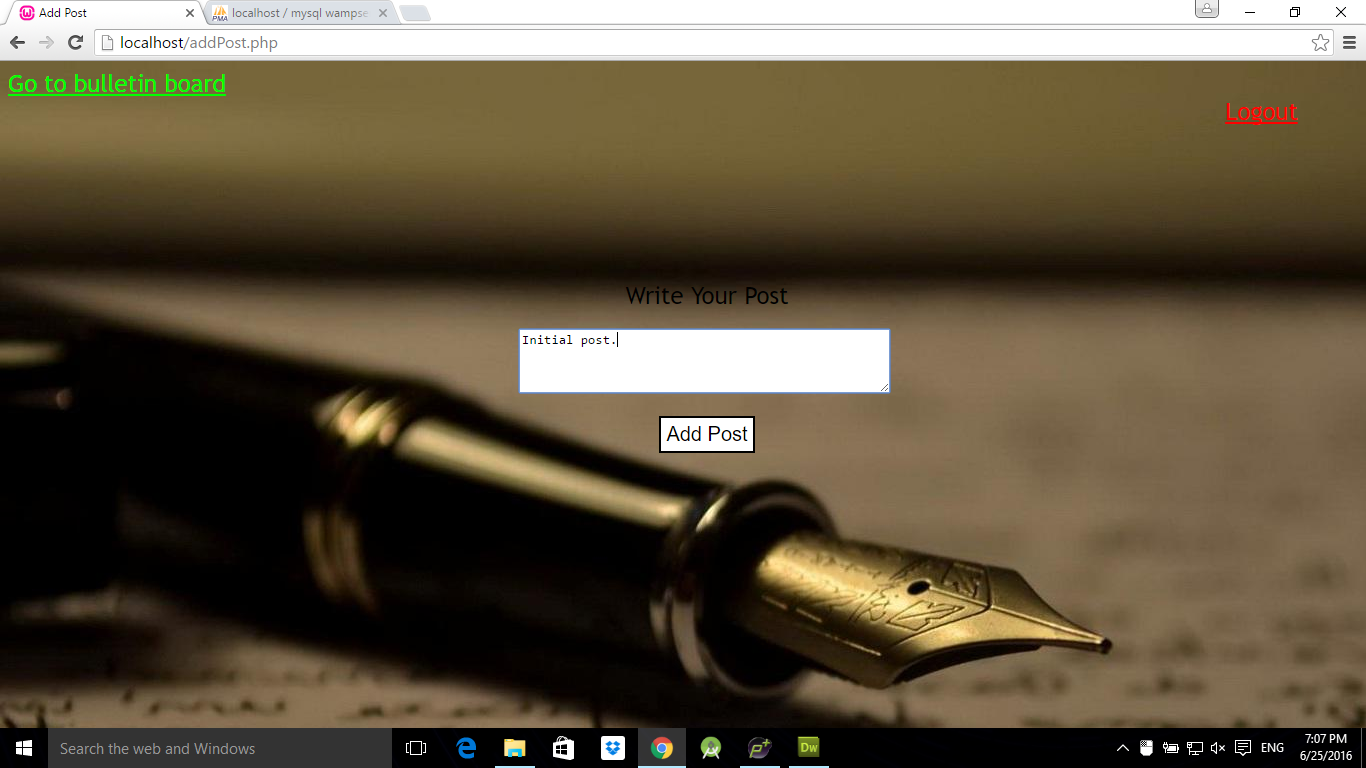 Add Post
localhost / mysql wampse
localhost/addPost.php
Go to bulletin board
Logout
Write Your Post
Initial post.
Add Post
Search the web and Windows
Dw
ENG
7:07 PM
6/25/2016